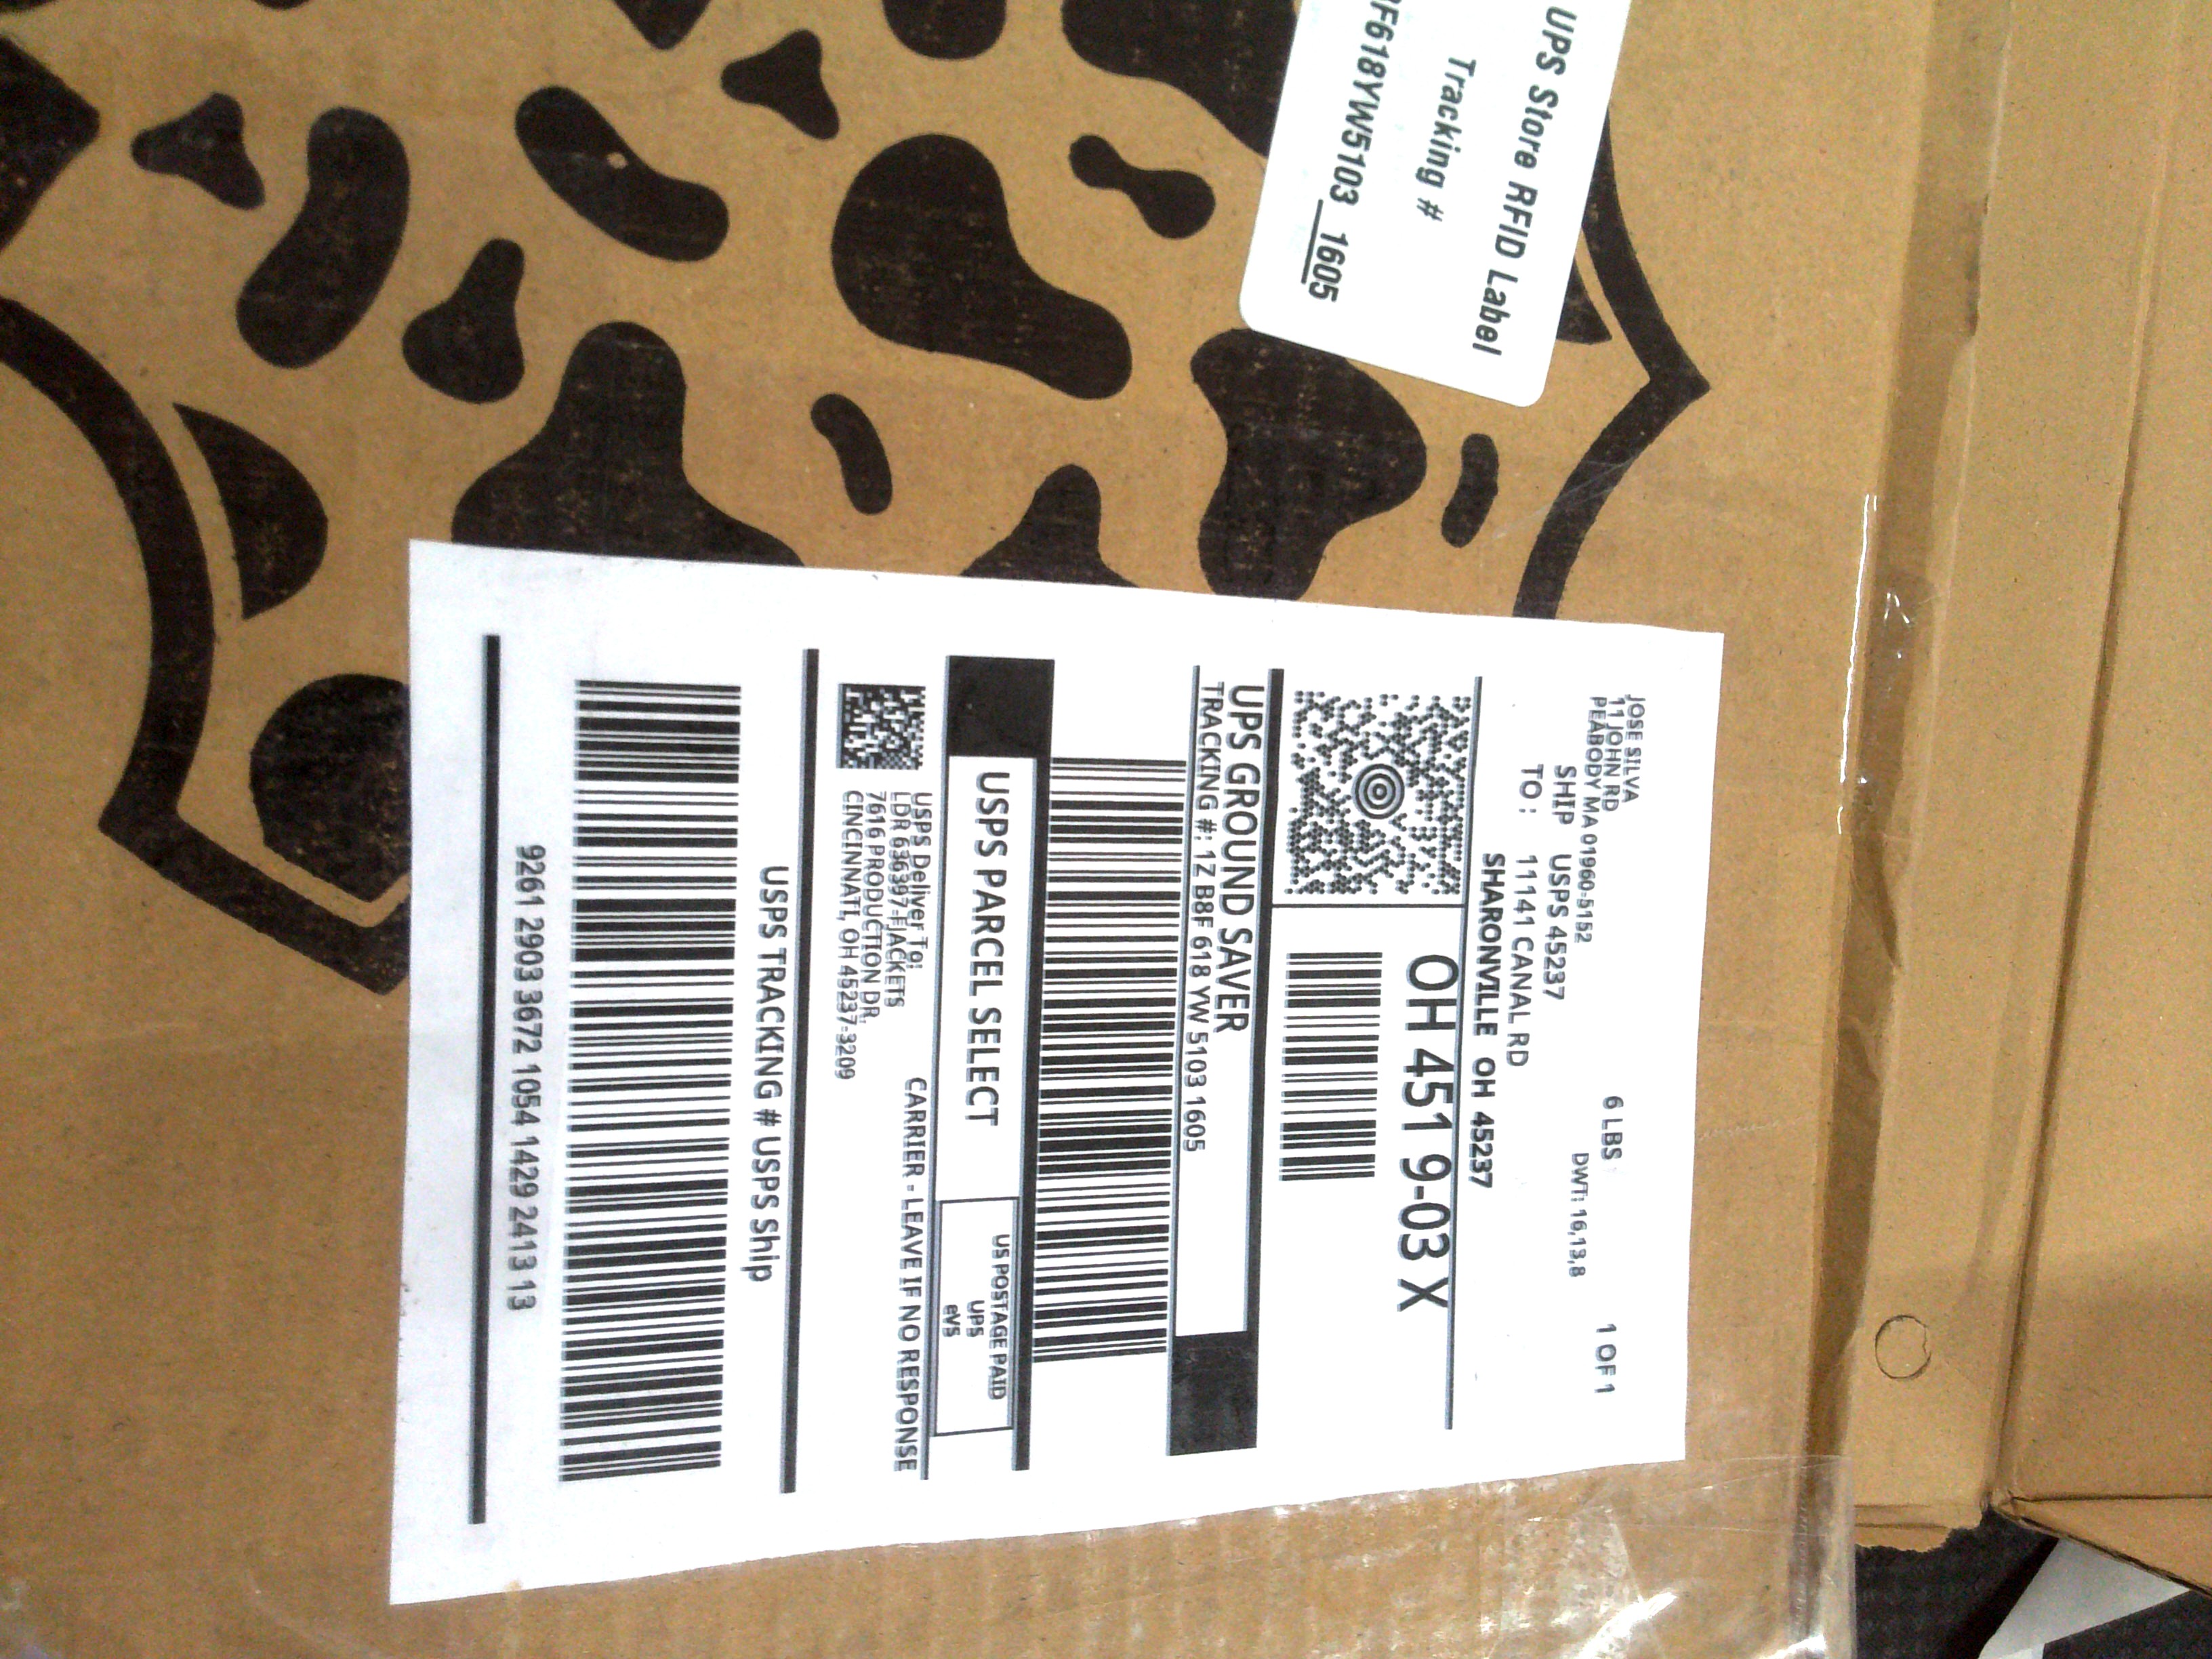 UPS Store RFID Label
Tracking #
F618YW5103 1605
JOSE SILVA
11 JOHN RD
PEABODY MA 01960-5152
6 LBS
1 OF 1
DWT: 16,13,8
SHIP USPS 45237
TO: 11141 CANAL RD
SHARONVILLE OH 45237
OH 451 9-03 X
UPS GROUND SAVER
TRACKING #: 1Z B8F 618 YW 5103 1605
USPS PARCEL SELECT
US POSTAGE PAID
UPS
eVS
USPS Deliver To:
LDR 636397-FJACKETS
7616 PRODUCTION DR.
CINCINNATI, OH 45237-3209
CARRIER - LEAVE IF NO RESPONSE
USPS TRACKING # USPS Ship
9261 2903 3672 1054 1429 2413 13